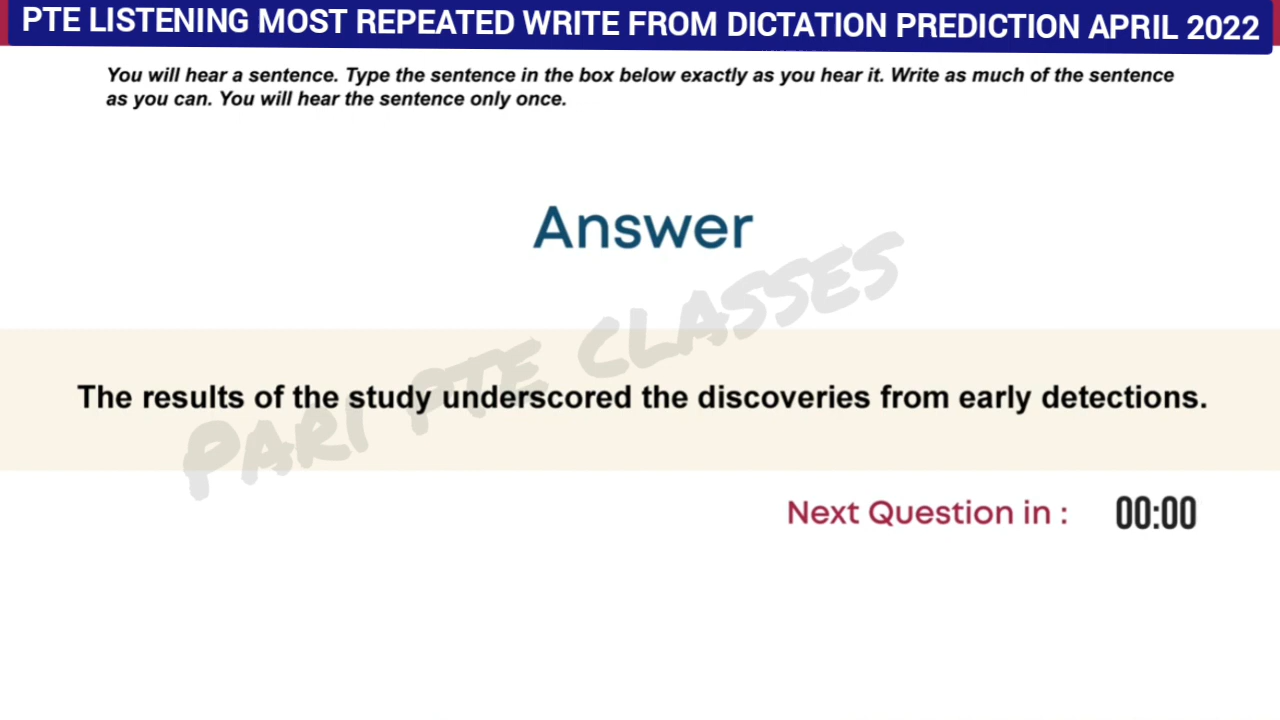 PTE LISTENING MOST REPEATED WRITE FROM DICTATION PREDICTION APRIL 2022
You will hear a sentence. Type the sentence in the box below exactly as you hear it. Write as much of the sentence
as you can. You will hear the sentence only once.
Answer
PARI PTE CLASSES
The results of the study underscored the discoveries from early detections.
Next Question in : 00:00